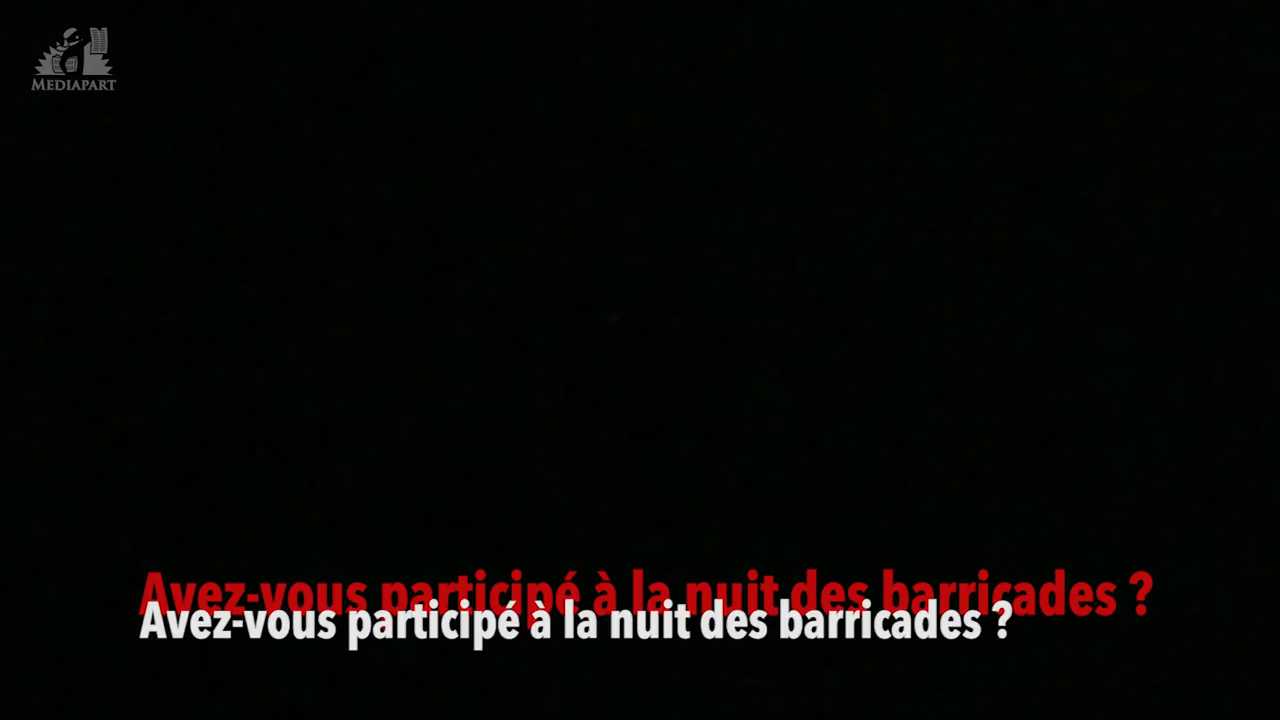 MEDIAPART
Avez-vous participé à la nuit des barricades ?
Avez-vous participé à la nuit des barricades ?